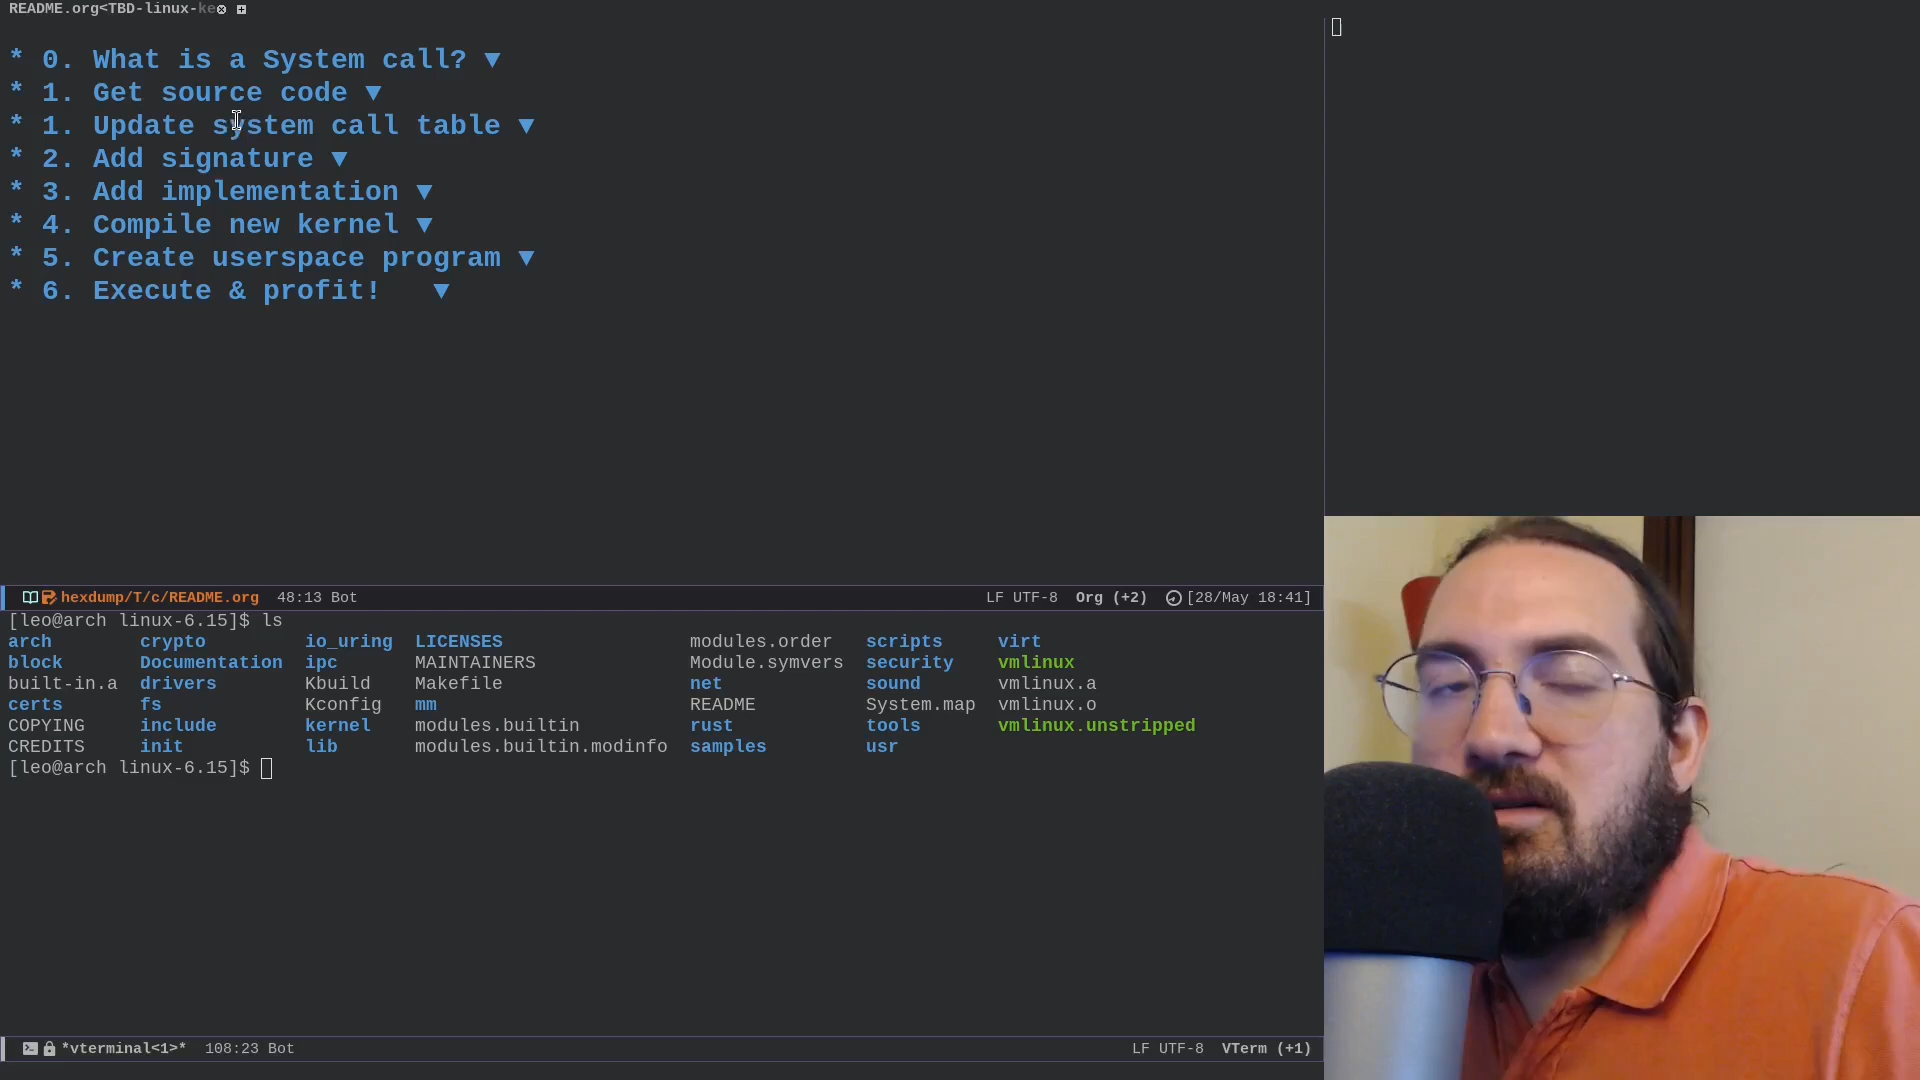 README.org<TBD-linux-ke
* 0. What is a System call? ▼
* 1. Get source code ▼
* 1. Update system call table ▼
* 2. Add signature ▼
* 3. Add implementation ▼
* 4. Compile new kernel ▼
* 5. Create userspace program ▼
* 6. Execute & profit! ▼
hexdump/T/c/README.org 48:13 Bot LF UTF-8 Org (+2) [28/May 18:41]
[leo@arch linux-6.15]$ ls
arch crypto io_uring LICENSES modules.order scripts virt
block Documentation ipc MAINTAINERS Module.symvers security vmlinux
built-in.a drivers Kbuild Makefile net sound vmlinux.a
certs fs Kconfig mm README System.map vmlinux.o
COPYING include kernel modules.builtin rust tools vmlinux.unstripped
CREDITS init lib modules.builtin.modinfo samples usr
[leo@arch linux-6.15]$
*vterminal<1>* 108:23 Bot LF UTF-8 VTerm (+1)